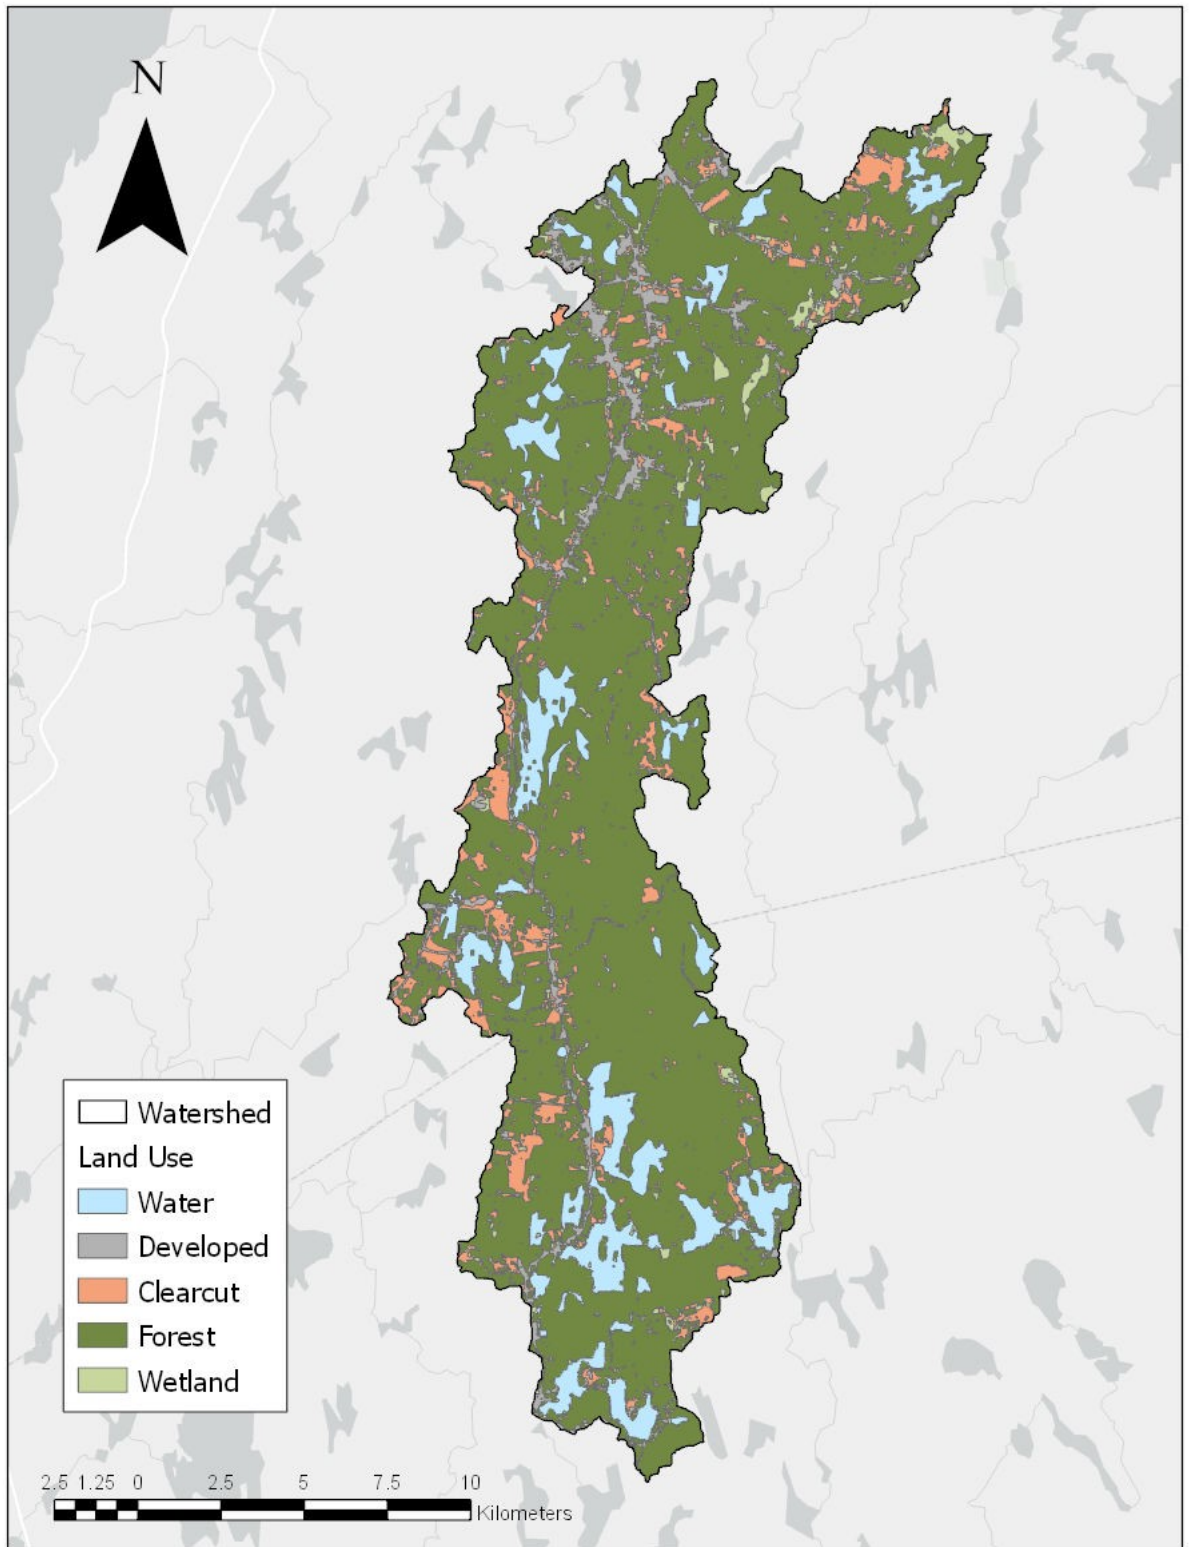 N
Watershed
Land Use
Water
Developed
Clearcut
Forest
Wetland
2.5 1.25 0 2.5 5 7.5 10
Kilometers